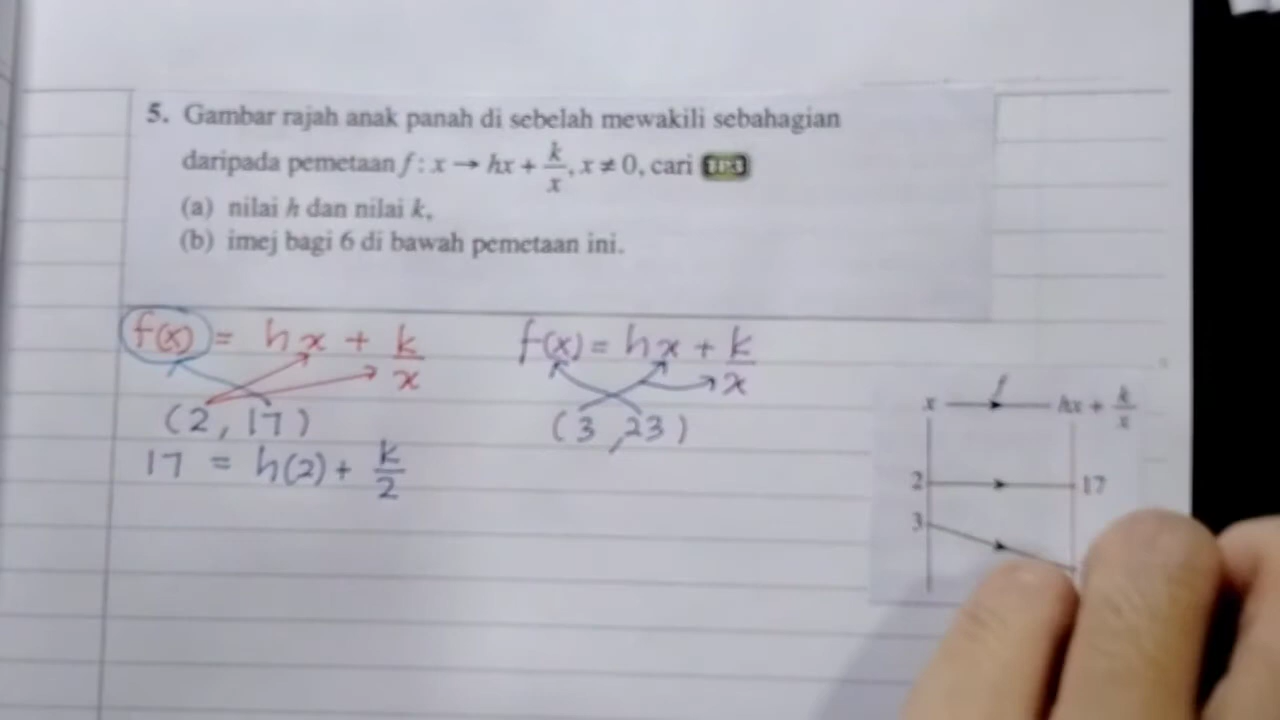 5. Gambar rajah anak panah di sebelah mewakili sebahagian
daripada pemetaan f : x → hx + k/x, x ≠ 0, cari
(a) nilai h dan nilai k,
(b) imej bagi 6 di bawah pemetaan ini.
f(x) = hx + k/x
(2, 17)
17 = h(2) + k/2
f(x) = hx + k/x
(3, 23)
f
x hx + k/x
2 17
3